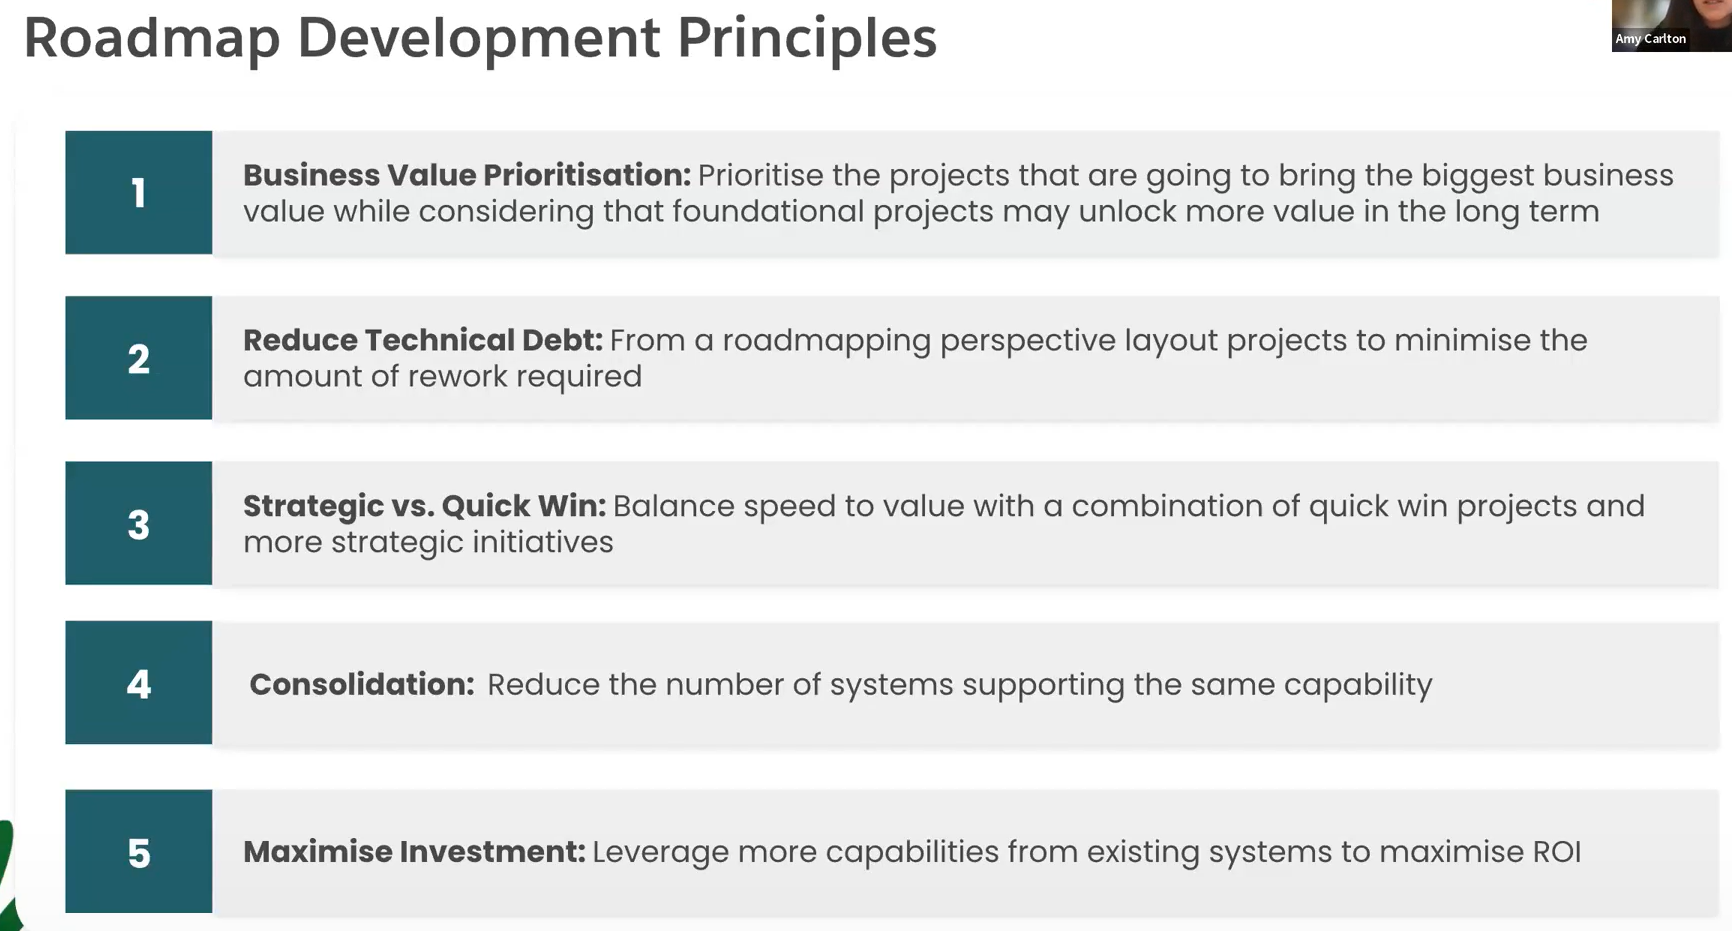 Roadmap Development Principles
Amy Carlton
1
Business Value Prioritisation: Prioritise the projects that are going to bring the biggest business
value while considering that foundational projects may unlock more value in the long term
2
Reduce Technical Debt: From a roadmapping perspective layout projects to minimise the
amount of rework required
3
Strategic vs. Quick Win: Balance speed to value with a combination of quick win projects and
more strategic initiatives
4
Consolidation: Reduce the number of systems supporting the same capability
5
Maximise Investment: Leverage more capabilities from existing systems to maximise ROI